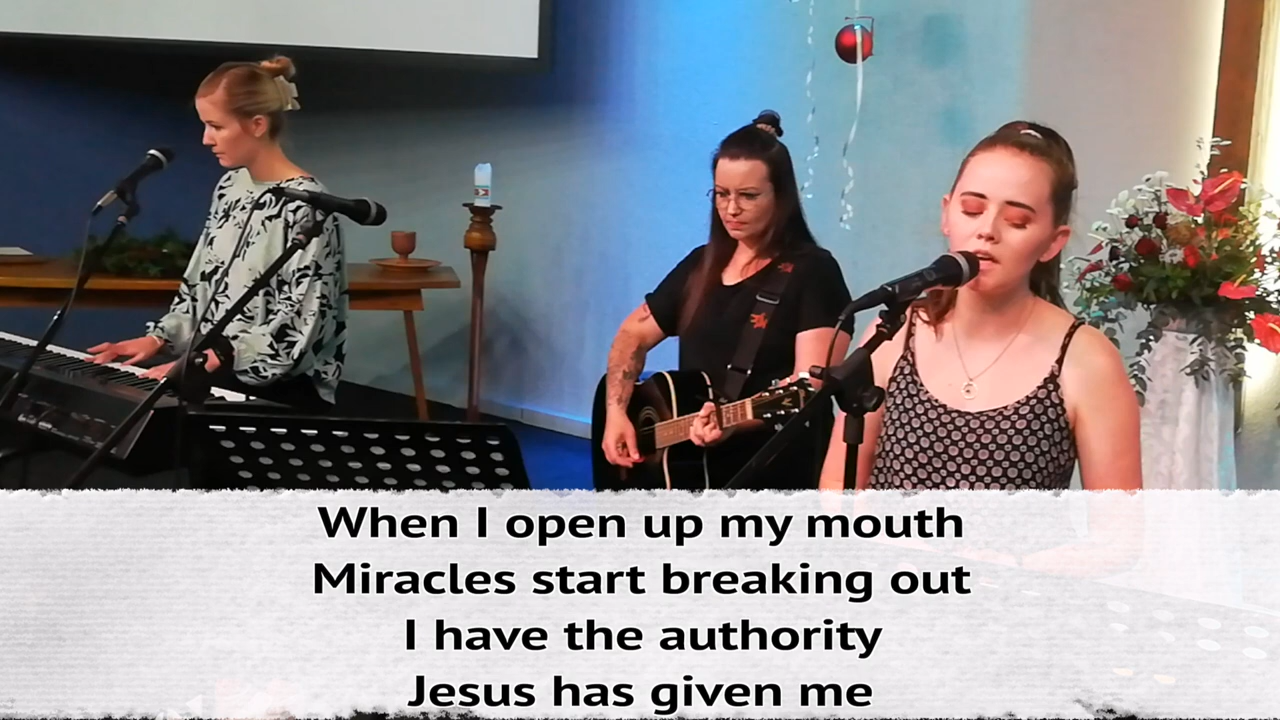 When I open up my mouth
Miracles start breaking out
I have the authority
Jesus has given me